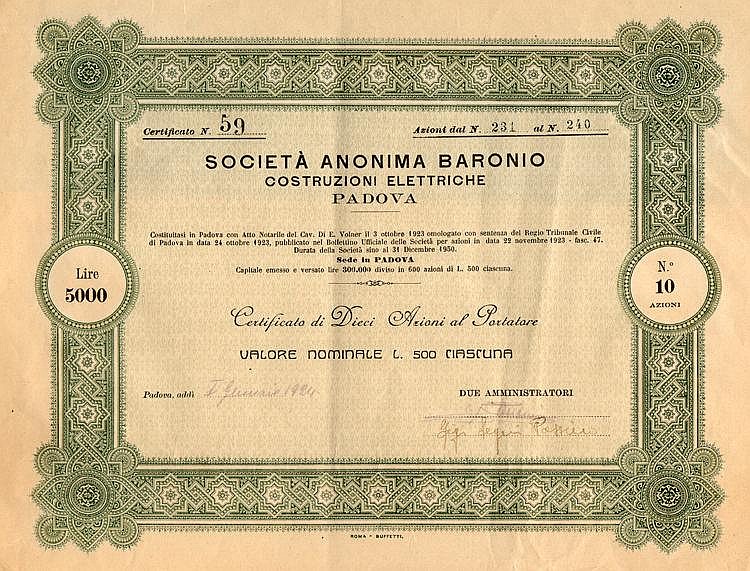 Certificato N. 59
Azioni dal N. 231 al N. 240
SOCIETÀ ANONIMA BARONIO
COSTRUZIONI ELETTRICHE
PADOVA
Costituitasi in Padova con Atto Notarile del Cav. Di E. Volner il 3 ottobre 1923 omologato con sentenza del Regio Tribunale Civile
di Padova in data 24 ottobre 1923, pubblicato nel Bollettino Ufficiale delle Società per azioni in data 22 novembre 1923 - fasc. 47.
Durata della Società sino al 31 Dicembre 1950.
Sede in PADOVA
Capitale emesso e versato lire 300.000 diviso in 600 azioni di L. 500 ciascuna.
Lire
5000
N.º
10
AZIONI
Certificato di Dieci Azioni al Portatore
VALORE NOMINALE L. 500 CIASCUNA
Padova, addì I. Gennaio 1924
DUE AMMINISTRATORI
ROMA - BUFFETTI.